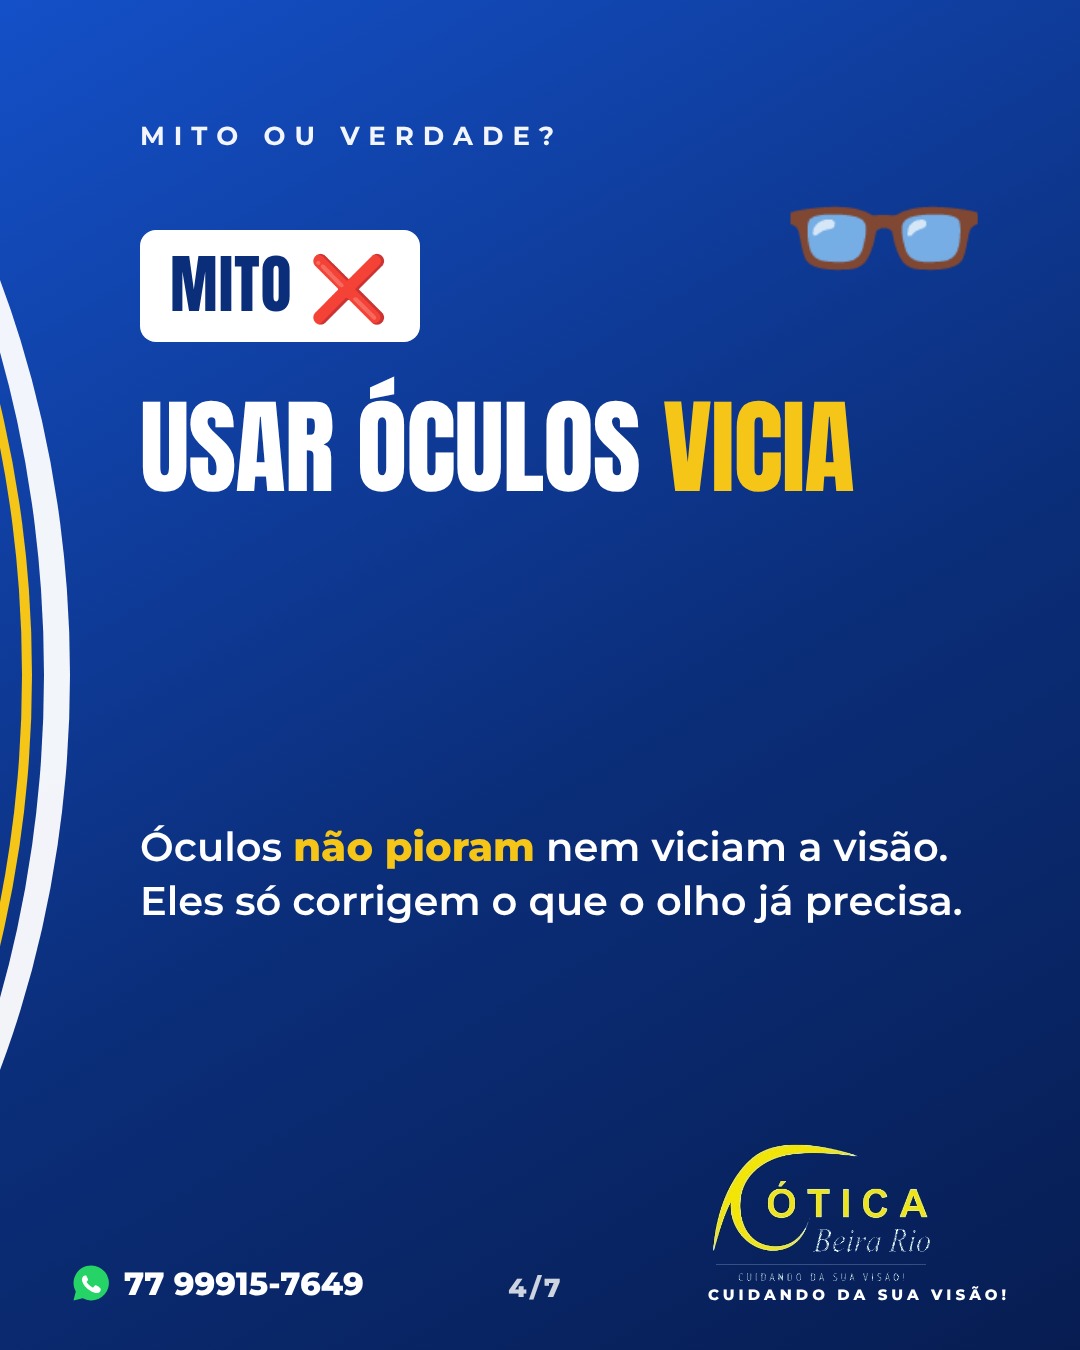 MITO OU VERDADE?
MITO ❌
USAR ÓCULOS VICIA
Óculos não pioram nem viciam a visão.
Eles só corrigem o que o olho já precisa.
ÓTICA
Beira Rio
CUIDANDO DA SUA VISÃO!
CUIDANDO DA SUA VISÃO!
77 99915-7649
4/7